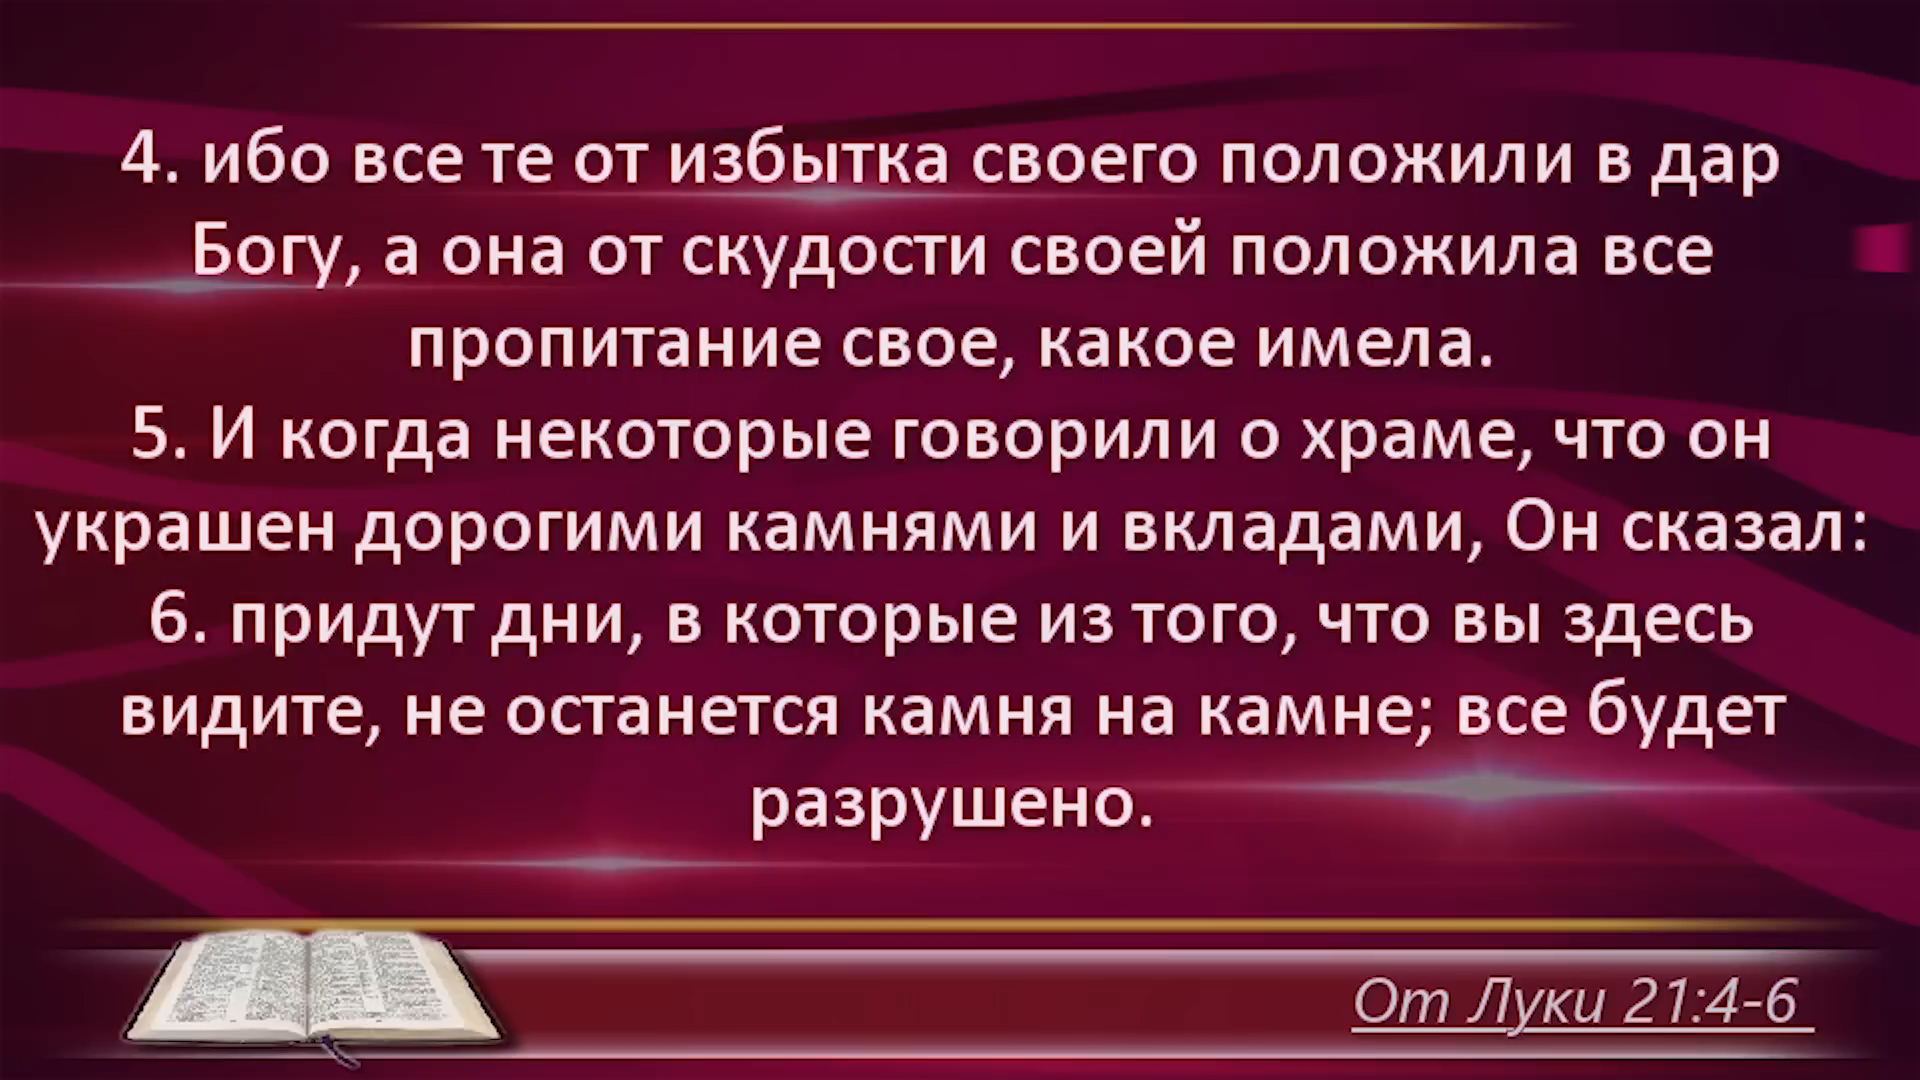 4. ибо все те от избытка своего положили в дар
Богу, а она от скудости своей положила все
пропитание свое, какое имела.
5. И когда некоторые говорили о храме, что он
украшен дорогими камнями и вкладами, Он сказал:
6. придут дни, в которые из того, что вы здесь
видите, не останется камня на камне; все будет
разрушено.
От Луки 21:4-6